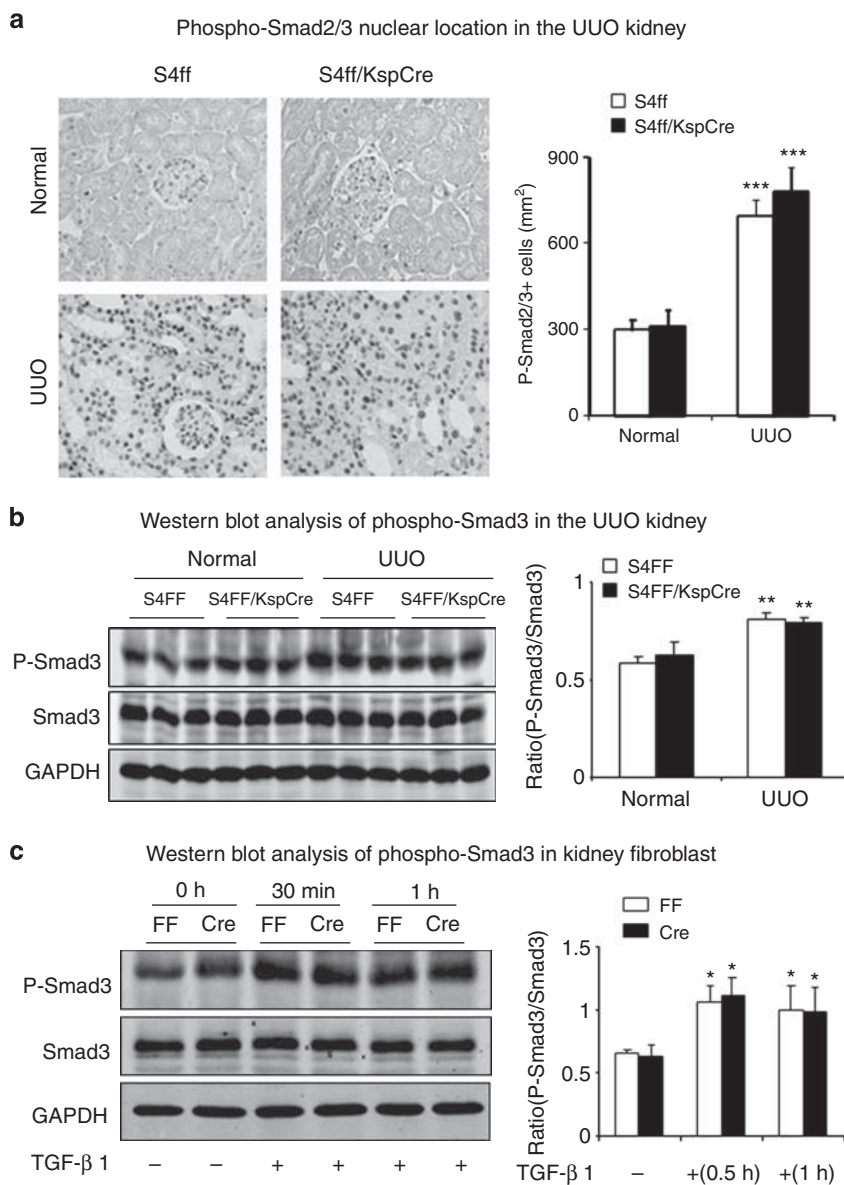 a
Phospho-Smad2/3 nuclear location in the UUO kidney
S4ff S4ff/KspCre
Normal
UUO
S4ff
S4ff/KspCre
P-Smad2/3+ cells (mm²)
900
600
300
0
*** ***
Normal UUO
b
Western blot analysis of phospho-Smad3 in the UUO kidney
Normal UUO
S4FF S4FF/KspCre S4FF S4FF/KspCre
P-Smad3
Smad3
GAPDH
S4FF
S4FF/KspCre
Ratio(P-Smad3/Smad3)
1
0.5
0
** **
Normal UUO
c
Western blot analysis of phospho-Smad3 in kidney fibroblast
0 h 30 min 1 h
FF Cre FF Cre FF Cre
P-Smad3
Smad3
GAPDH
TGF-β 1 – – + + + +
FF
Cre
Ratio(P-Smad3/Smad3)
1.5
1
0.5
0
* * * *
TGF-β 1 – +(0.5 h) +(1 h)